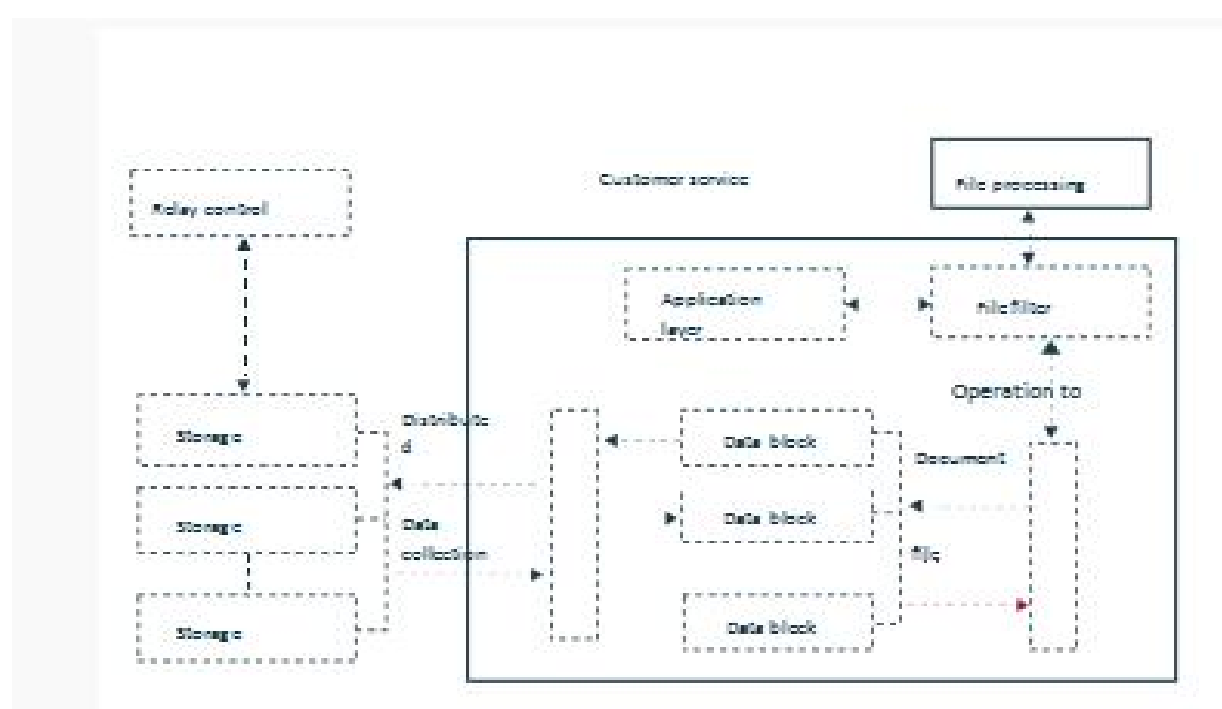 Customer service
File processing
Relay control
Application
layer
File filter
Operation to
Storage
Distribute
d
Data block
Document
Storage
Data
collection
Data block
file
Storage
Data block